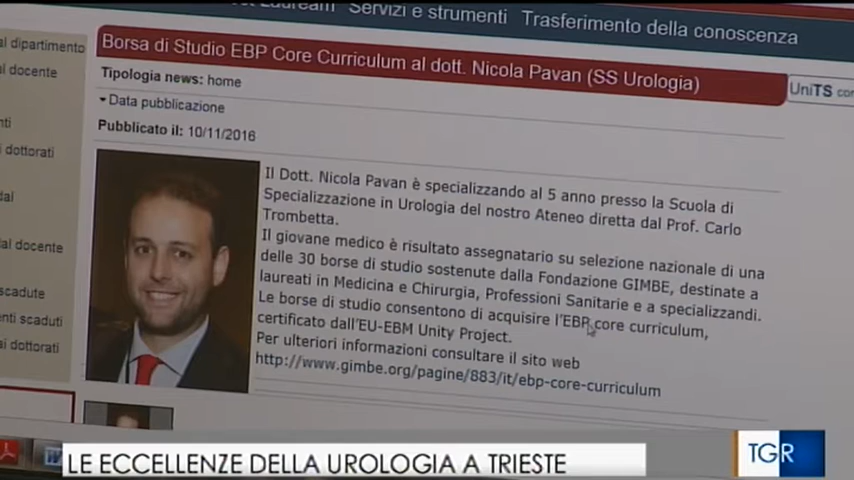 Servizi e strumenti Trasferimento della conoscenza
al dipartimento
al docente
nti
i dottorati
dal
dal docente
scadute
enti scaduti
ai dottorati
Borsa di Studio EBP Core Curriculum al dott. Nicola Pavan (SS Urologia)
UniTS con
Tipologia news: home
Data pubblicazione
Pubblicato il: 10/11/2016
Il Dott. Nicola Pavan è specializzando al 5 anno presso la Scuola di
Specializzazione in Urologia del nostro Ateneo diretta dal Prof. Carlo
Trombetta.
Il giovane medico è risultato assegnatario su selezione nazionale di una
delle 30 borse di studio sostenute dalla Fondazione GIMBE, destinate a
laureati in Medicina e Chirurgia, Professioni Sanitarie e a specializzandi.
Le borse di studio consentono di acquisire l'EBP core curriculum,
certificato dall'EU-EBM Unity Project.
Per ulteriori informazioni consultare il sito web
http://www.gimbe.org/pagine/883/it/ebp-core-curriculum
LE ECCELLENZE DELLA UROLOGIA A TRIESTE
TGR